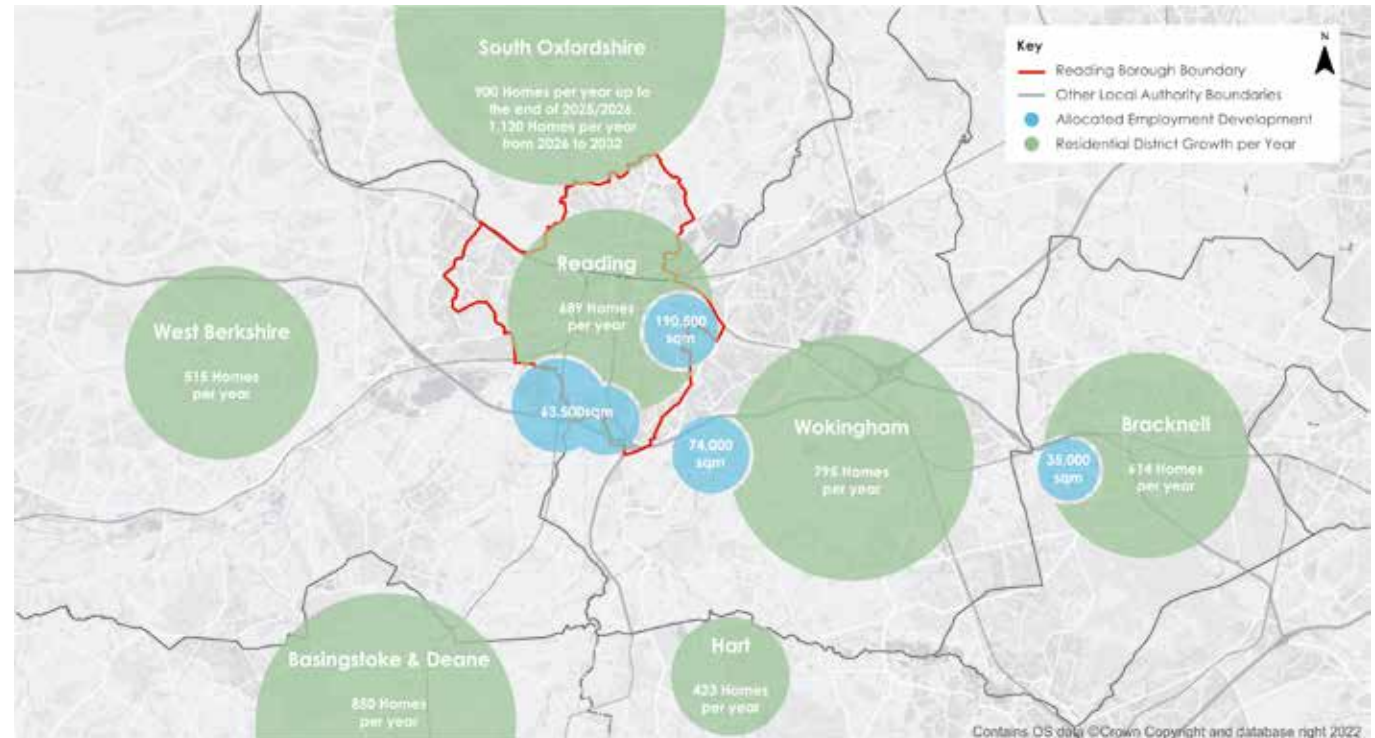 South Oxfordshire
900 Homes per year up to
the end of 2025/2026
1,120 Homes per year
from 2026 to 2032
Key
N
Reading Borough Boundary
Other Local Authority Boundaries
Allocated Employment Development
Residential District Growth per Year
Reading
689 Homes
per year
190,500
sqm
West Berkshire
515 Homes
per year
63,500sqm
74,000
sqm
Wokingham
795 Homes
per year
Bracknell
614 Homes
per year
35,000
sqm
Basingstoke & Deane
850 Homes
per year
Hart
423 Homes
per year
Contains OS data ©Crown Copyright and database right 2022